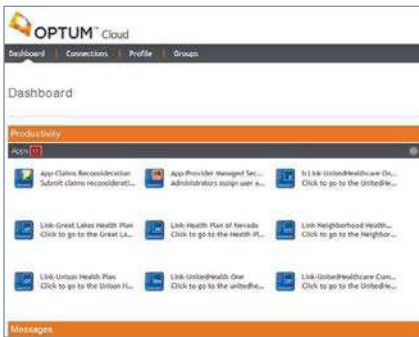 OPTUM™ Cloud
Dashboard Connections Profile Groups
Dashboard
Productivity
Apps
App-Claims Reconsideration
Submit claims reconsiderati...
App-Provider Managed Sec...
Administrators assign user a...
Link-UnitedHealthcare On...
Click to go to the UnitedHe...
Link-Great Lakes Health Plan
Click to go to the Great La...
Link-Health Plan of Nevada
Click to go to the Health Pl...
Link-Neighborhood Health...
Click to go to the Neighbor...
Link-Unison Health Plan
Click to go to the Unison H...
Link-UnitedHealth One
Click to go to the unitedhe...
Link-UnitedHealthcare Com...
Click to go to the UnitedHe...
Messages